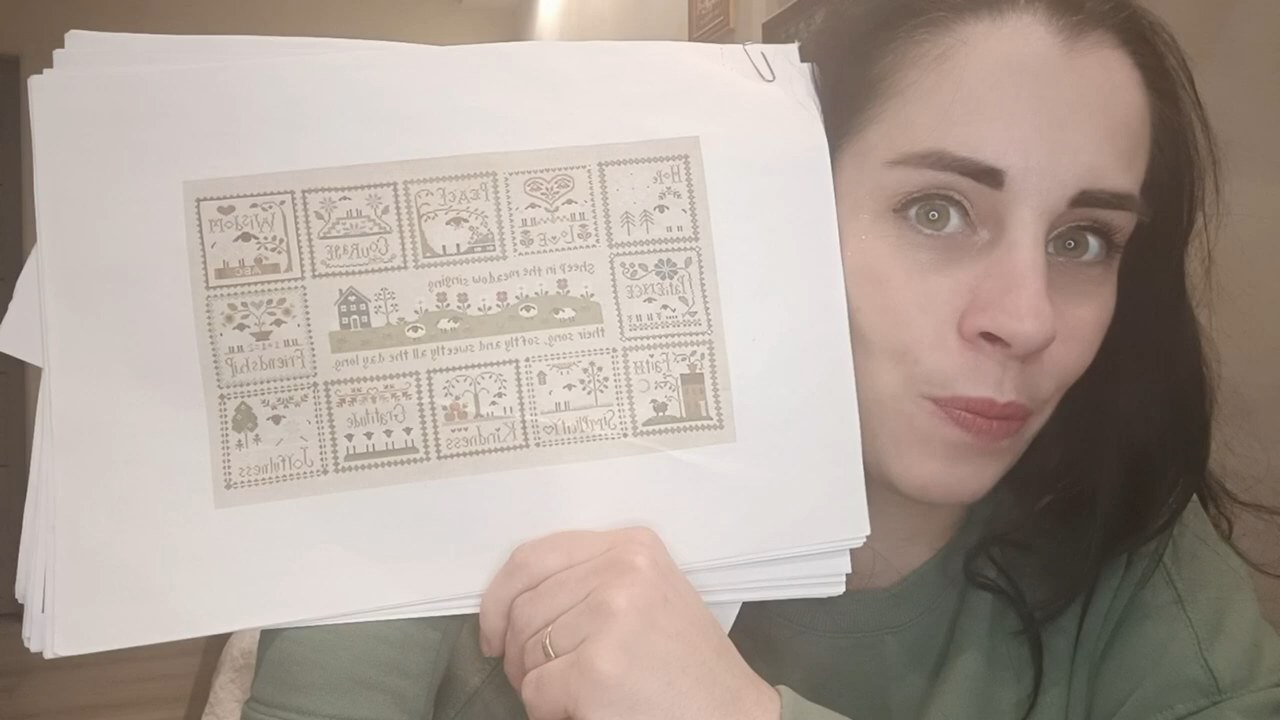 Hope
LOVE
PEACE
COURAGE
Wisdom
ABC
Patience
Sheep in the meadow singing
their song, softly and sweetly all the day long.
Friendship
Faith
Simplicity
Kindness
Gratitude
Joyfulness